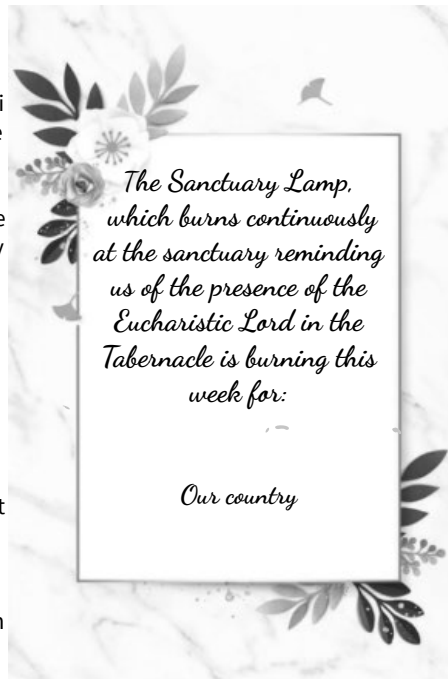 The Sanctuary Lamp,
which burns continuously
at the sanctuary reminding
us of the presence of the
Eucharistic Lord in the
Tabernacle is burning this
week for:
Our country